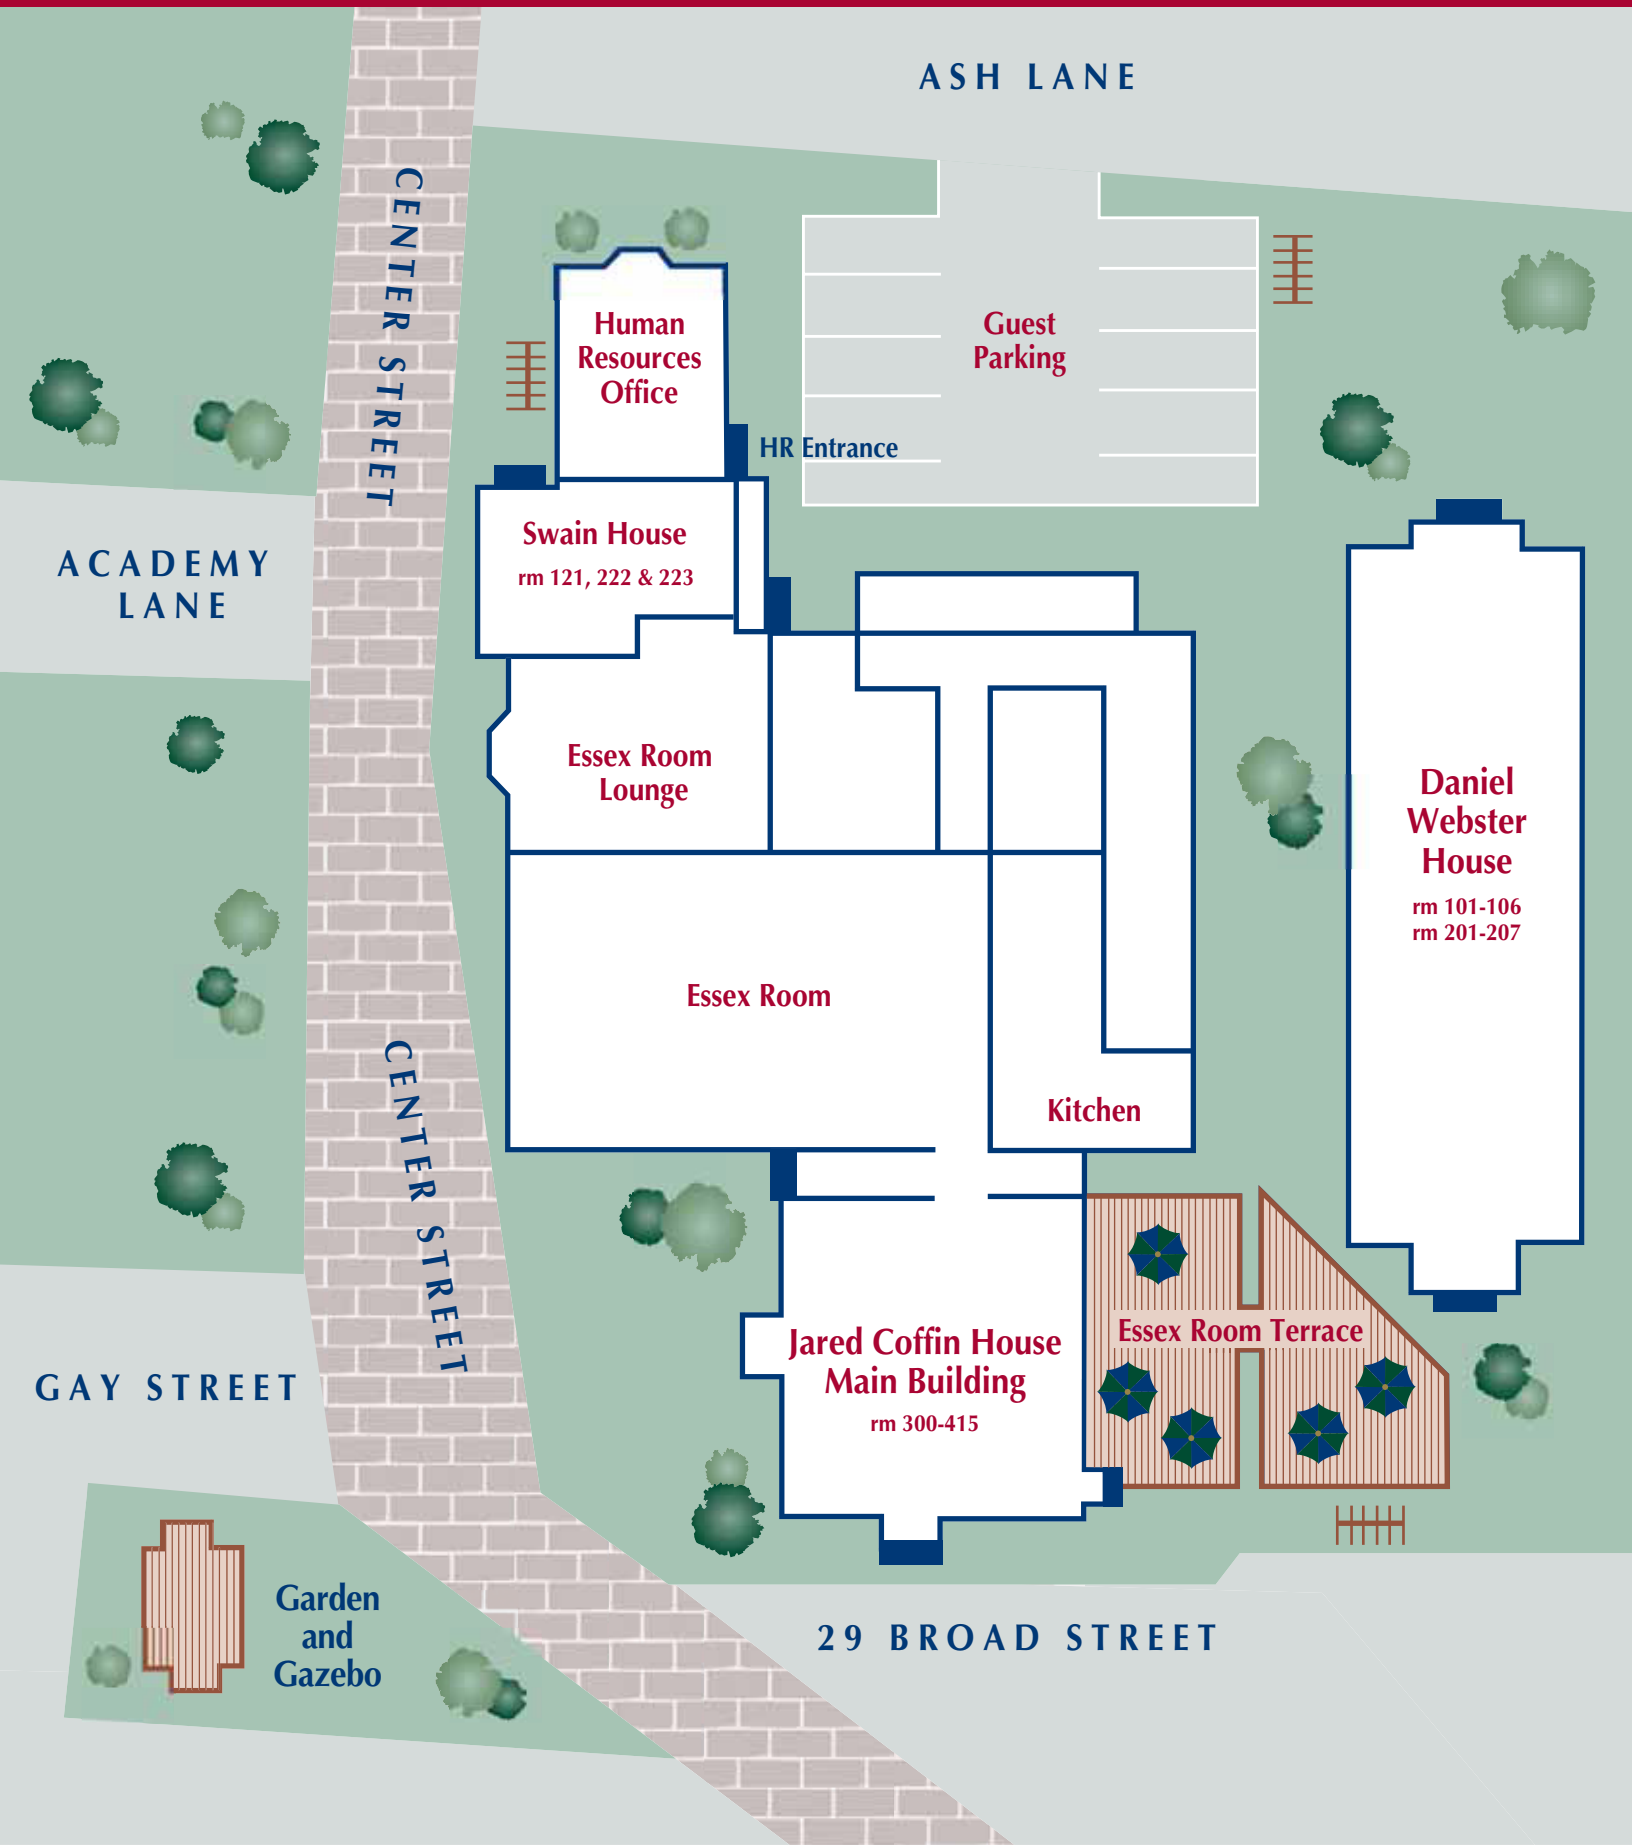 ASH LANE
CENTER STREET
Human
Resources
Office
Guest
Parking
HR Entrance
Swain House
rm 121, 222 & 223
ACADEMY
LANE
Essex Room
Lounge
Daniel
Webster
House
rm 101-106
rm 201-207
Essex Room
CENTER STREET
Kitchen
Essex Room Terrace
Jared Coffin House
Main Building
rm 300-415
GAY STREET
Garden
and
Gazebo
29 BROAD STREET